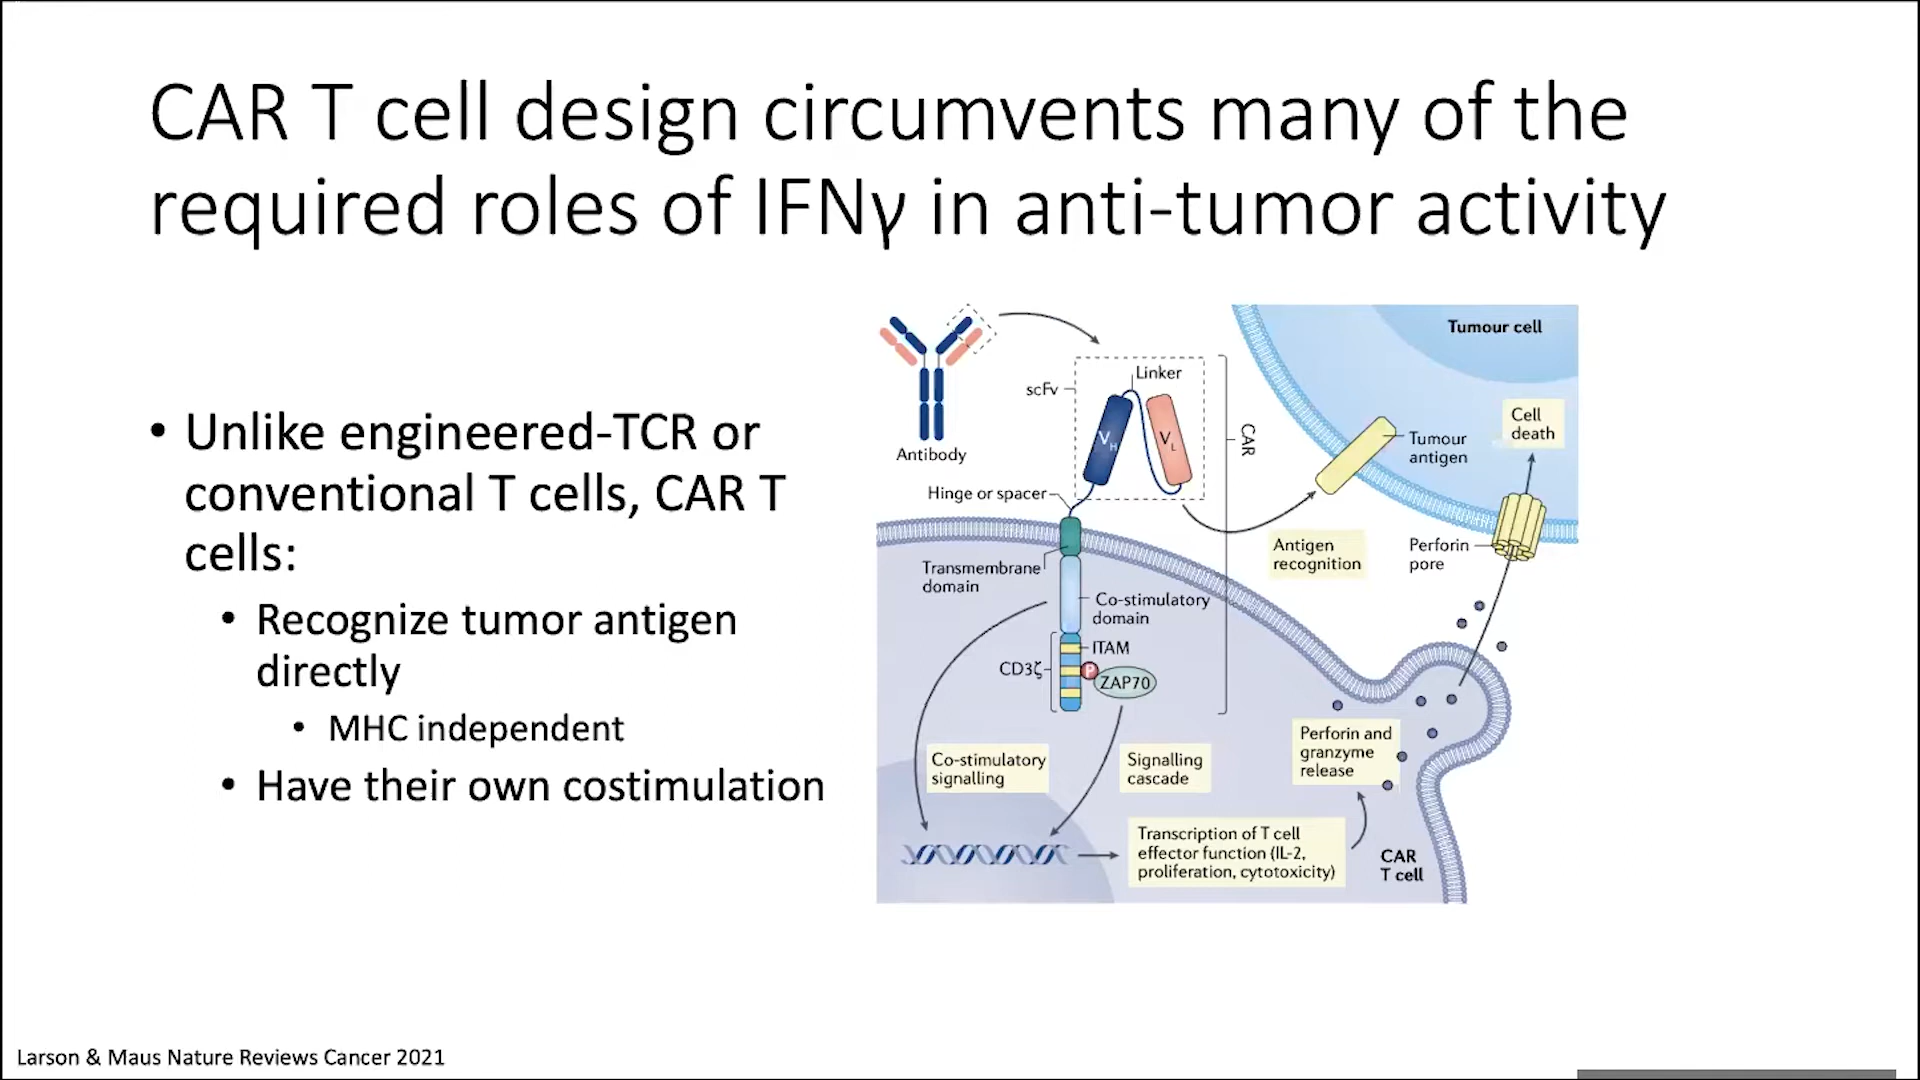 CAR T cell design circumvents many of the
required roles of IFNγ in anti-tumor activity
• Unlike engineered-TCR or
conventional T cells, CAR T
cells:
• Recognize tumor antigen
directly
• MHC independent
• Have their own costimulation
Antibody
scFv
Linker
VH
VL
CAR
Hinge or spacer
Transmembrane
domain
Co-stimulatory
domain
ITAM
CD3ζ
P
ZAP70
Co-stimulatory
signalling
Signalling
cascade
Transcription of T cell
effector function (IL-2,
proliferation, cytotoxicity)
Perforin and
granzyme
release
CAR
T cell
Antigen
recognition
Perforin
pore
Tumour
antigen
Cell
death
Tumour cell
Larson & Maus Nature Reviews Cancer 2021